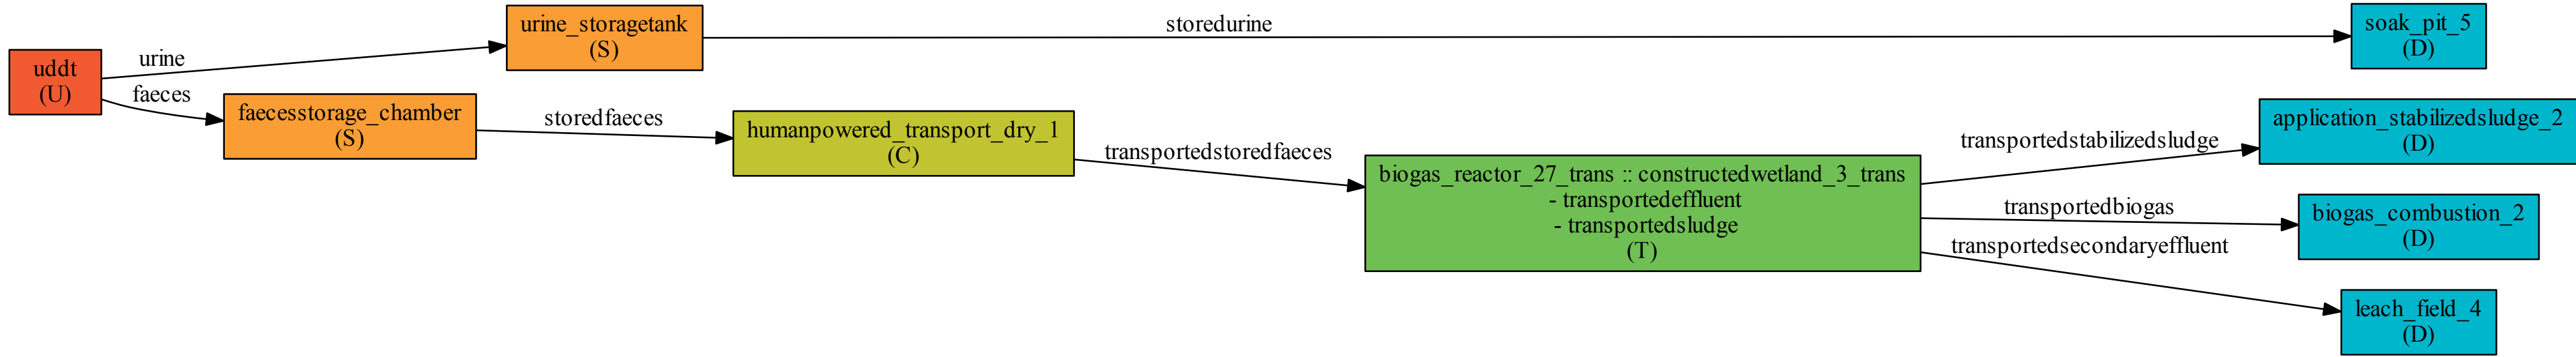 uddt
(U)
urine
faeces
urine_storagetank
(S)
faecesstorage_chamber
(S)
storedurine
storedfaeces
humanpowered_transport_dry_1
(C)
transportedstoredfaeces
biogas_reactor_27_trans :: constructedwetland_3_trans
- transportedeffluent
- transportedsludge
(T)
transportedstabilizedsludge
transportedbiogas
transportedsecondaryeffluent
soak_pit_5
(D)
application_stabilizedsludge_2
(D)
biogas_combustion_2
(D)
leach_field_4
(D)